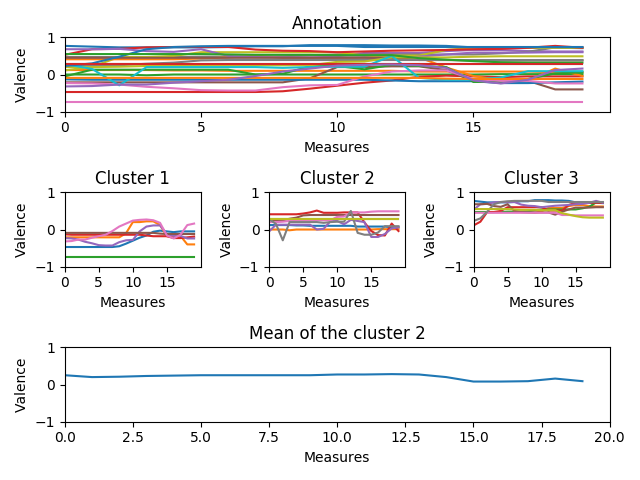 Annotation
Valence
1
0
−1
0 5 10 15
Measures
Cluster 1 Cluster 2 Cluster 3
Valence Valence Valence
1 1 1
0 0 0
−1 −1 −1
0 5 10 15 0 5 10 15 0 5 10 15
Measures Measures Measures
Mean of the cluster 2
Valence
1
0
−1
0.0 2.5 5.0 7.5 10.0 12.5 15.0 17.5 20.0
Measures